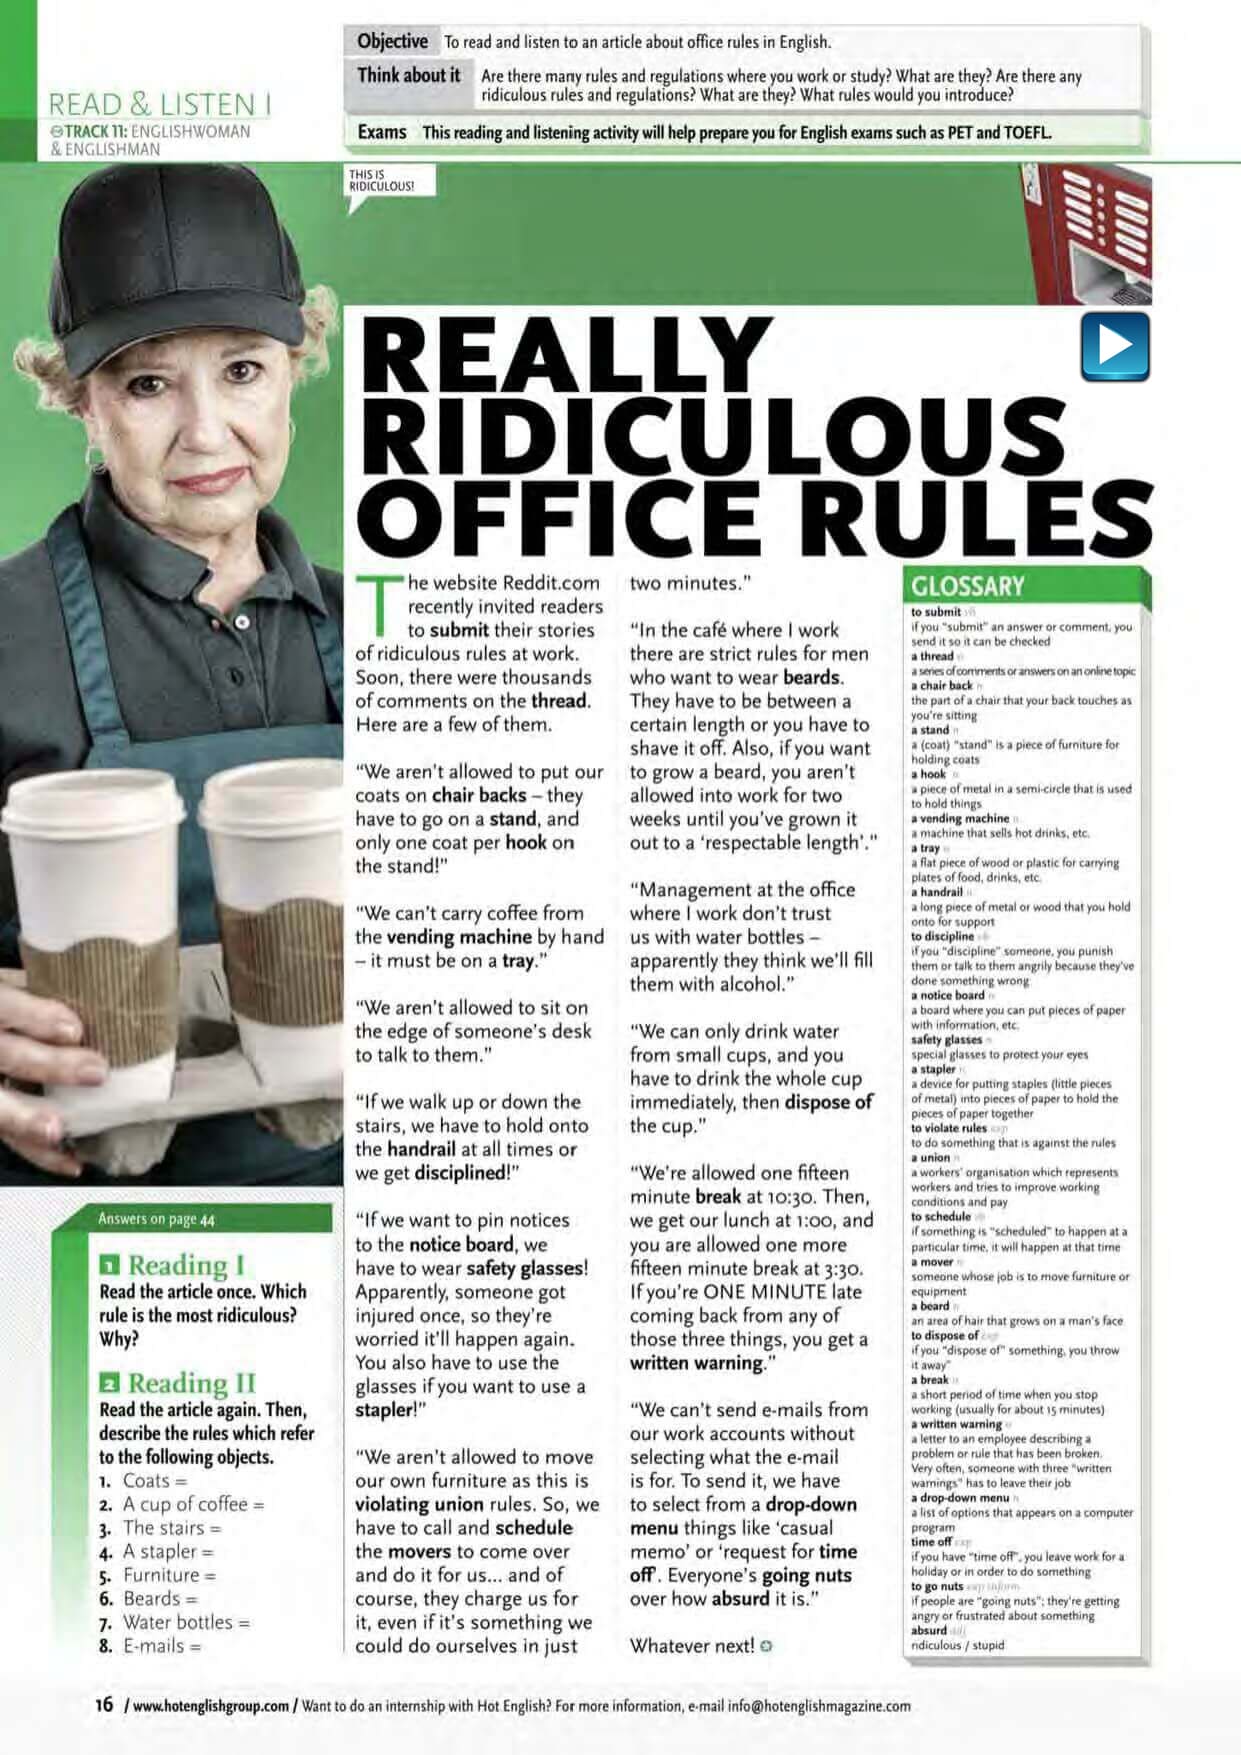 Objective To read and listen to an article about office rules in English.
Think about it Are there many rules and regulations where you work or study? What are they? Are there any
ridiculous rules and regulations? What are they? What rules would you introduce?
Exams This reading and listening activity will help prepare you for English exams such as PET and TOEFL.
READ & LISTEN I
TRACK 11: ENGLISHWOMAN
& ENGLISHMAN
THIS IS
RIDICULOUS!
REALLY
RIDICULOUS
OFFICE RULES
The website Reddit.com
recently invited readers
to submit their stories
of ridiculous rules at work.
Soon, there were thousands
of comments on the thread.
Here are a few of them.
“We aren’t allowed to put our
coats on chair backs – they
have to go on a stand, and
only one coat per hook on
the stand!”
“We can’t carry coffee from
the vending machine by hand
– it must be on a tray.”
“We aren’t allowed to sit on
the edge of someone’s desk
to talk to them.”
“If we walk up or down the
stairs, we have to hold onto
the handrail at all times or
we get disciplined!”
“If we want to pin notices
to the notice board, we
have to wear safety glasses!
Apparently, someone got
injured once, so they’re
worried it’ll happen again.
You also have to use the
glasses if you want to use a
stapler!”
“We aren’t allowed to move
our own furniture as this is
violating union rules. So, we
have to call and schedule
the movers to come over
and do it for us... and of
course, they charge us for
it, even if it’s something we
could do ourselves in just
two minutes.”
“In the café where I work
there are strict rules for men
who want to wear beards.
They have to be between a
certain length or you have to
shave it off. Also, if you want
to grow a beard, you aren’t
allowed into work for two
weeks until you’ve grown it
out to a ‘respectable length’.”
“Management at the office
where I work don’t trust
us with water bottles –
apparently they think we’ll fill
them with alcohol.”
“We can only drink water
from small cups, and you
have to drink the whole cup
immediately, then dispose of
the cup.”
“We’re allowed one fifteen
minute break at 10:30. Then,
we get our lunch at 1:00, and
you are allowed one more
fifteen minute break at 3:30.
If you’re ONE MINUTE late
coming back from any of
those three things, you get a
written warning.”
“We can’t send e-mails from
our work accounts without
selecting what the e-mail
is for. To send it, we have
to select from a drop-down
menu things like ‘casual
memo’ or ‘request for time
off’. Everyone’s going nuts
over how absurd it is.”
Whatever next!
GLOSSARY
to submit vb
if you “submit” an answer or comment, you
send it so it can be checked
a thread n
a series of comments or answers on an online topic
a chair back n
the part of a chair that your back touches as
you’re sitting
a stand n
a (coat) “stand” is a piece of furniture for
holding coats
a hook n
a piece of metal in a semi-circle that is used
to hold things
a vending machine n
a machine that sells hot drinks, etc.
a tray n
a flat piece of wood or plastic for carrying
plates of food, drinks, etc.
a handrail n
a long piece of metal or wood that you hold
onto for support
to discipline vb
if you “discipline” someone, you punish
them or talk to them angrily because they’ve
done something wrong
a notice board n
a board where you can put pieces of paper
with information, etc.
safety glasses n
special glasses to protect your eyes
a stapler n
a device for putting staples (little pieces
of metal) into pieces of paper to hold the
pieces of paper together
to violate rules exp
to do something that is against the rules
a union n
a workers’ organisation which represents
workers and tries to improve working
conditions and pay
to schedule vb
if something is “scheduled” to happen at a
particular time, it will happen at that time
a mover n
someone whose job is to move furniture or
equipment
a beard n
an area of hair that grows on a man’s face
to dispose of exp
if you “dispose of” something, you throw
it away”
a break n
a short period of time when you stop
working (usually for about 15 minutes)
a written warning n
a letter to an employee describing a
problem or rule that has been broken.
Very often, someone with three “written
warnings” has to leave their job
a drop-down menu n
a list of options that appears on a computer
program
time off exp
if you have “time off”, you leave work for a
holiday or in order to do something
to go nuts exp inform
if people are “going nuts”; they’re getting
angry or frustrated about something
absurd adj
ridiculous / stupid
Answers on page 44
1 Reading I
Read the article once. Which
rule is the most ridiculous?
Why?
2 Reading II
Read the article again. Then,
describe the rules which refer
to the following objects.
1. Coats =
2. A cup of coffee =
3. The stairs =
4. A stapler =
5. Furniture =
6. Beards =
7. Water bottles =
8. E-mails =
16 / www.hotenglishgroup.com / Want to do an internship with Hot English? For more information, e-mail info@hotenglishmagazine.com